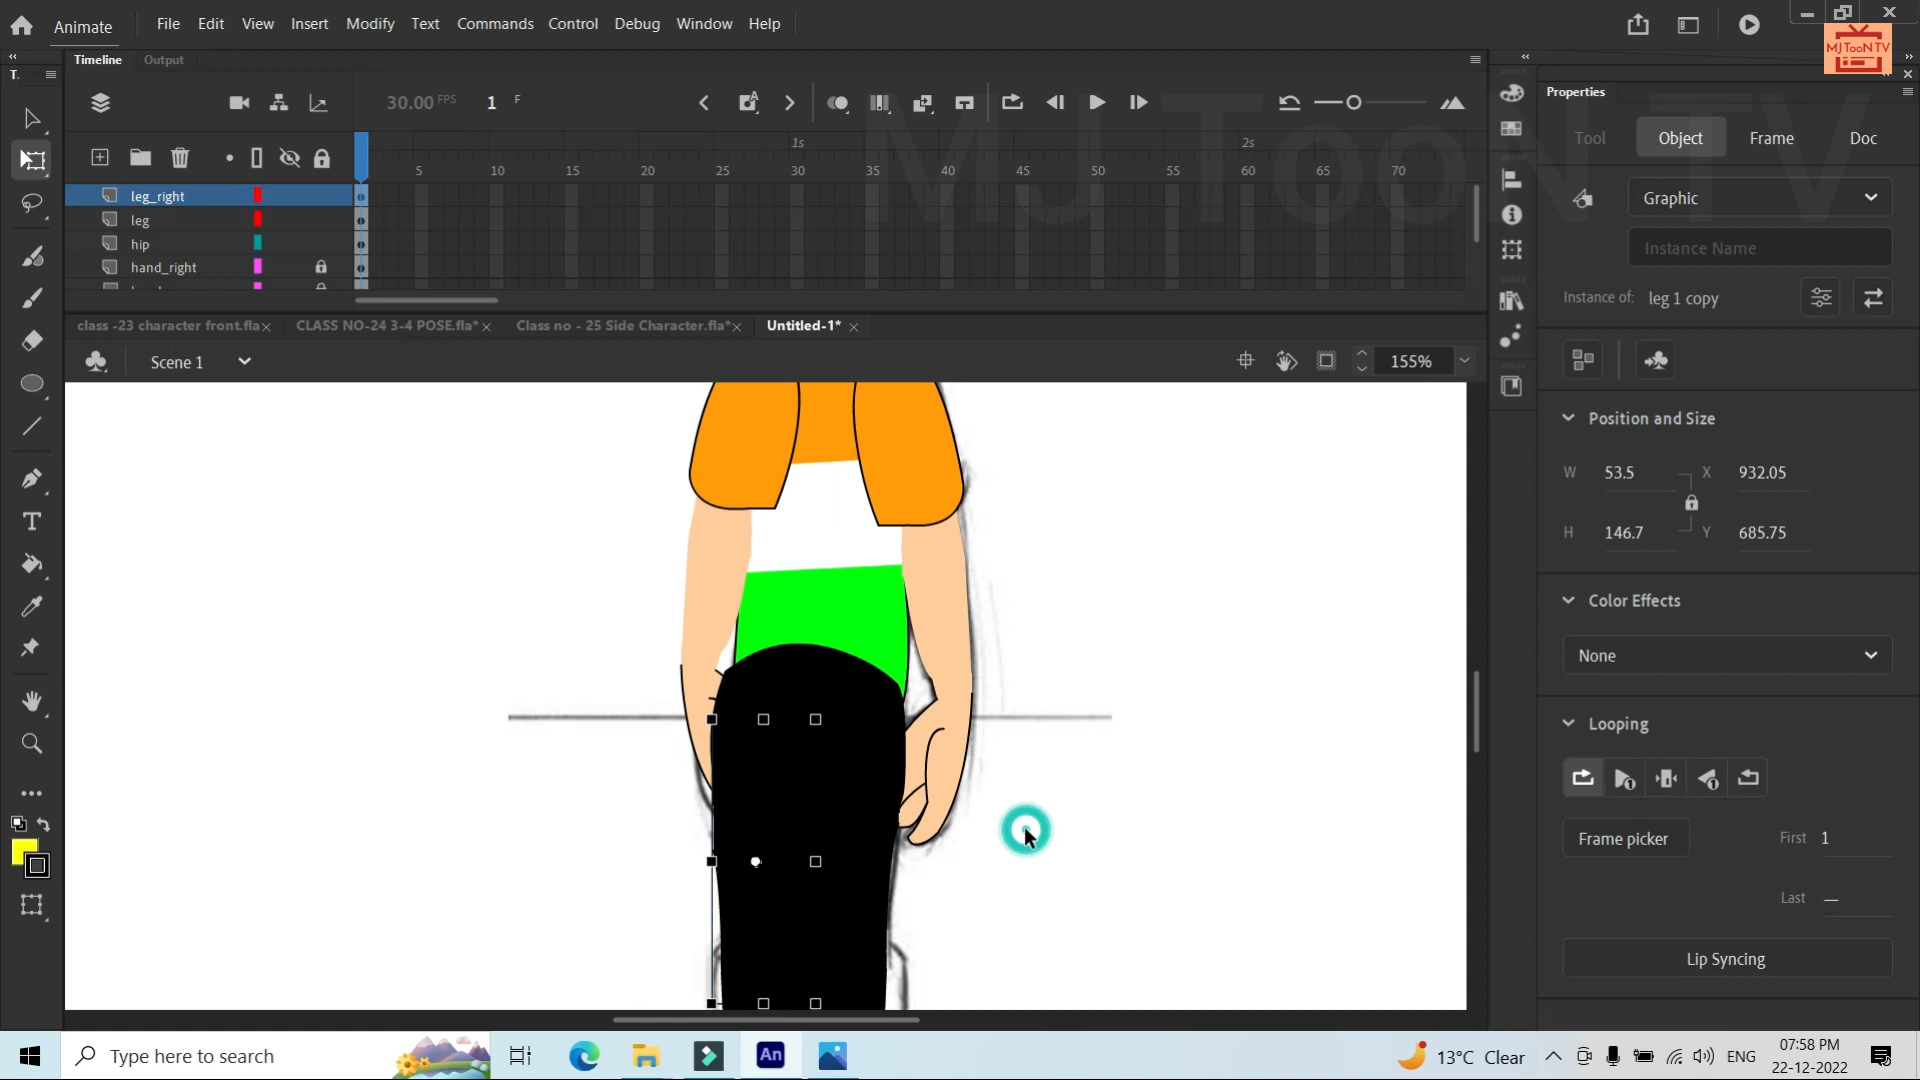 Animate
File Edit View Insert Modify Text Commands Control Debug Window Help
MJTooN TV
Timeline Output
T.
Properties
30.00 FPS 1 F
Tool Object Frame Doc
1s 2s
5 10 15 20 25 30 35 40 45 50 55 60 65 70
leg_right
leg
hip
hand_right
MJ TooN TV
Graphic
Instance Name
Instance of: leg 1 copy
class -23 character front.fla CLASS NO-24 3-4 POSE.fla* Class no - 25 Side Character.fla* Untitled-1*
Scene 1 155%
Position and Size
W 53.5 X 932.05
H 146.7 Y 685.75
Color Effects
None
Looping
Frame picker First 1
Last —
Lip Syncing
Type here to search
An
13°C Clear
ENG
07:58 PM
22-12-2022